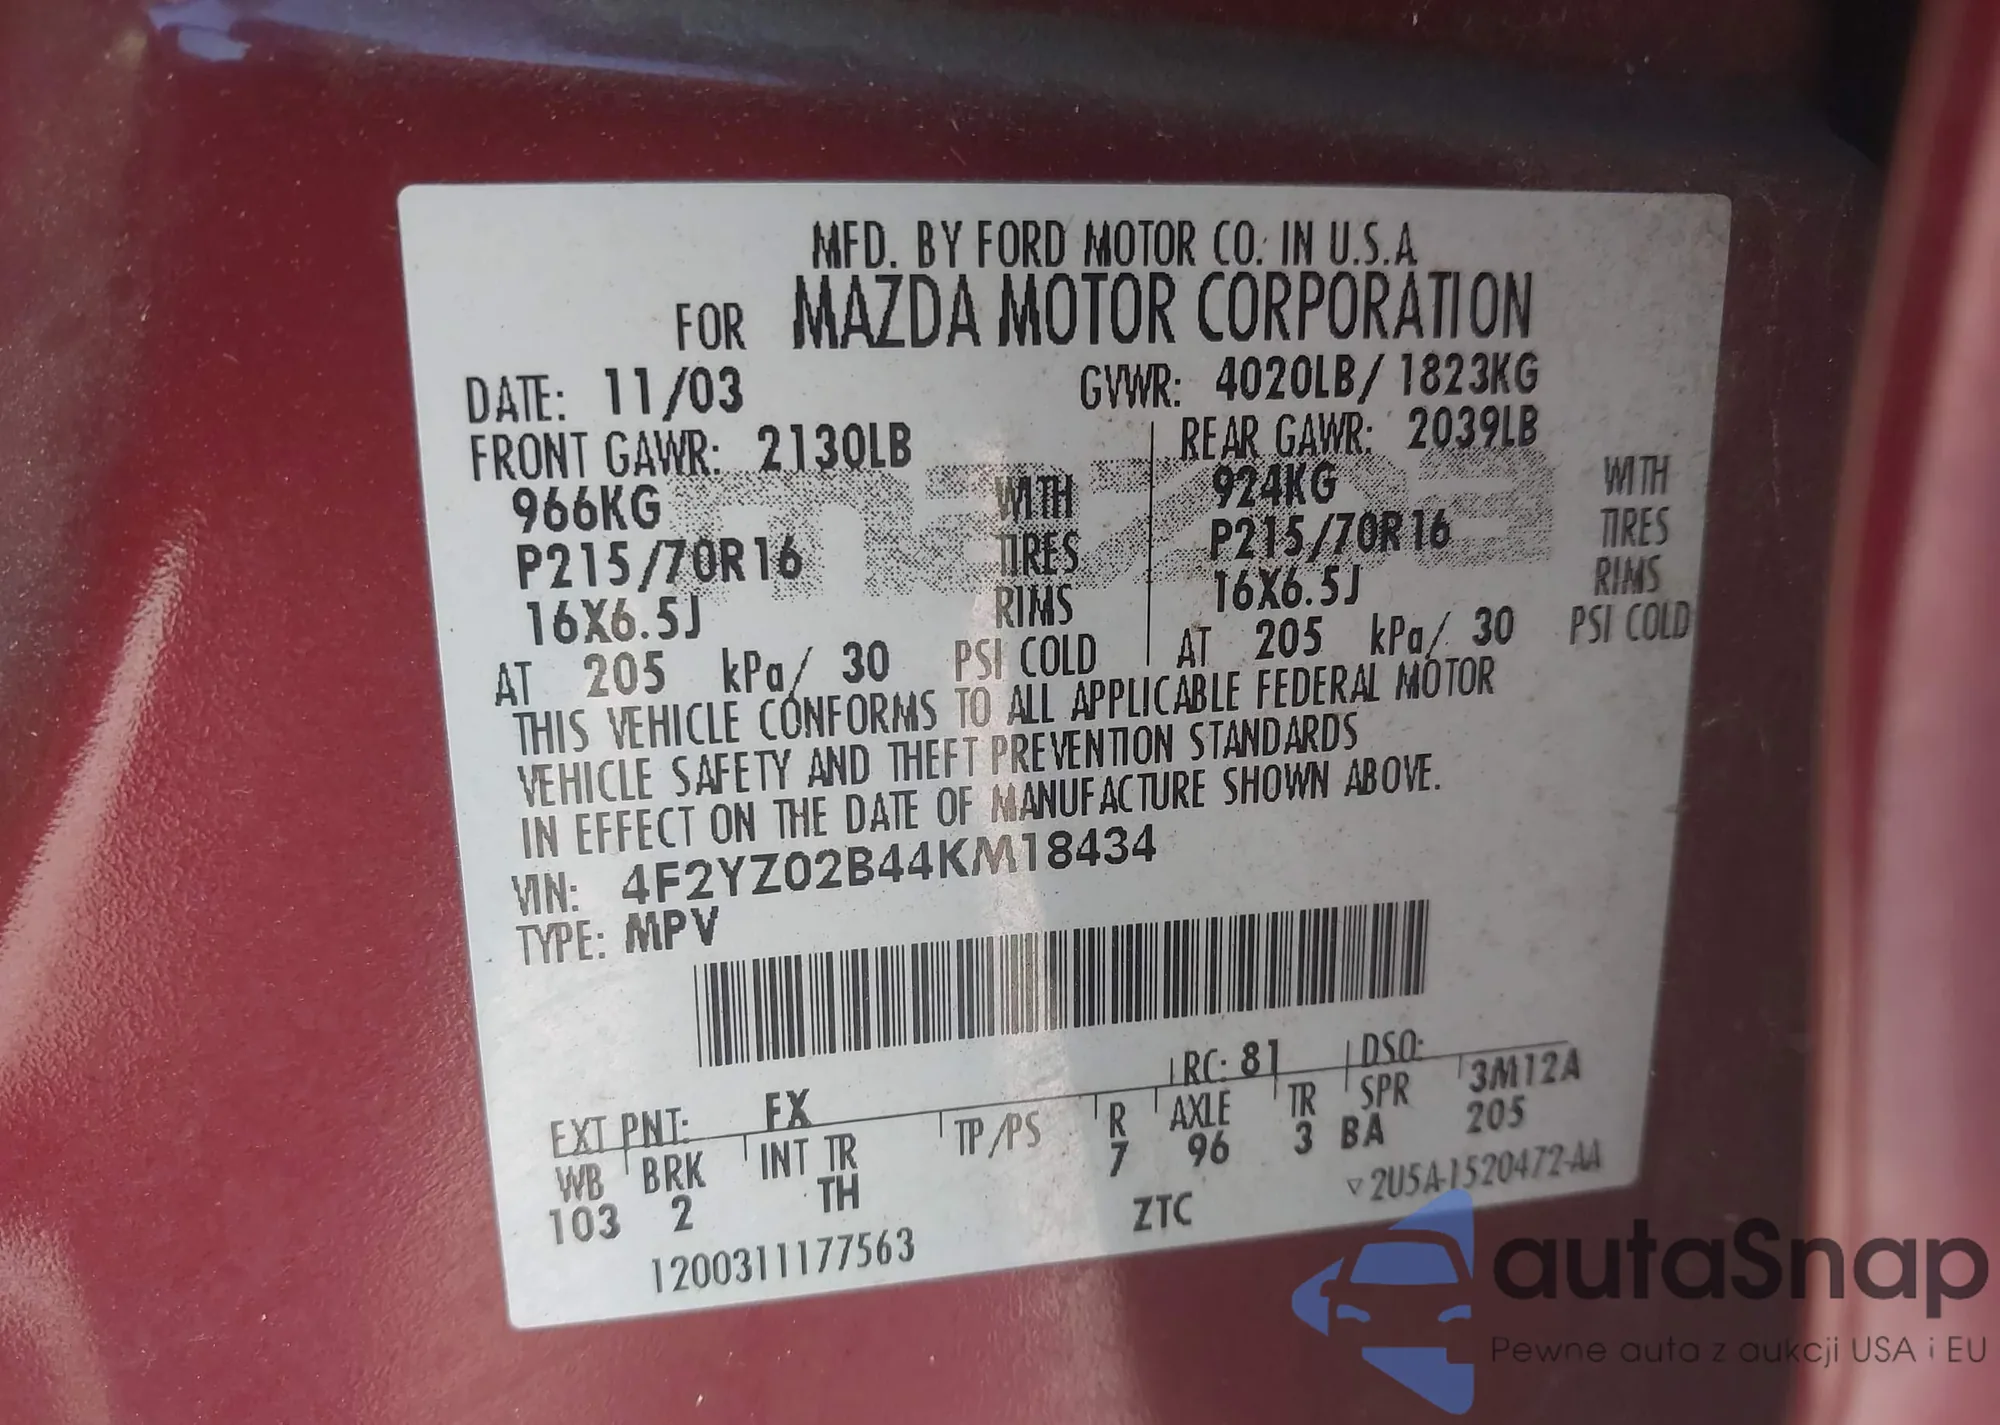 MFD. BY FORD MOTOR CO. IN U.S.A
FOR MAZDA MOTOR CORPORATION
DATE: 11/03 GVWR: 4020LB/ 1823KG
FRONT GAWR: 2130LB REAR GAWR: 2039LB
966KG WITH 924KG WITH
P215/70R16 TIRES P215/70R16 TIRES
16X6.5J RIMS 16X6.5J RIMS
AT 205 kPa/ 30 PSI COLD AT 205 kPa/ 30 PSI COLD
THIS VEHICLE CONFORMS TO ALL APPLICABLE FEDERAL MOTOR
VEHICLE SAFETY AND THEFT PREVENTION STANDARDS
IN EFFECT ON THE DATE OF MANUFACTURE SHOWN ABOVE.
VIN: 4F2YZ02B44KM18434
TYPE: MPV
EXT PNT: EX RC: 81 DSO:
WB BRK INT TR TP/PS R AXLE TR SPR 3M12A
103 2 TH 7 96 3 BA 205
1200311177563 ZTC ▽2U5A-1520472-AA
mazda
autaSnap
Pewne auta z aukcji USA i EU